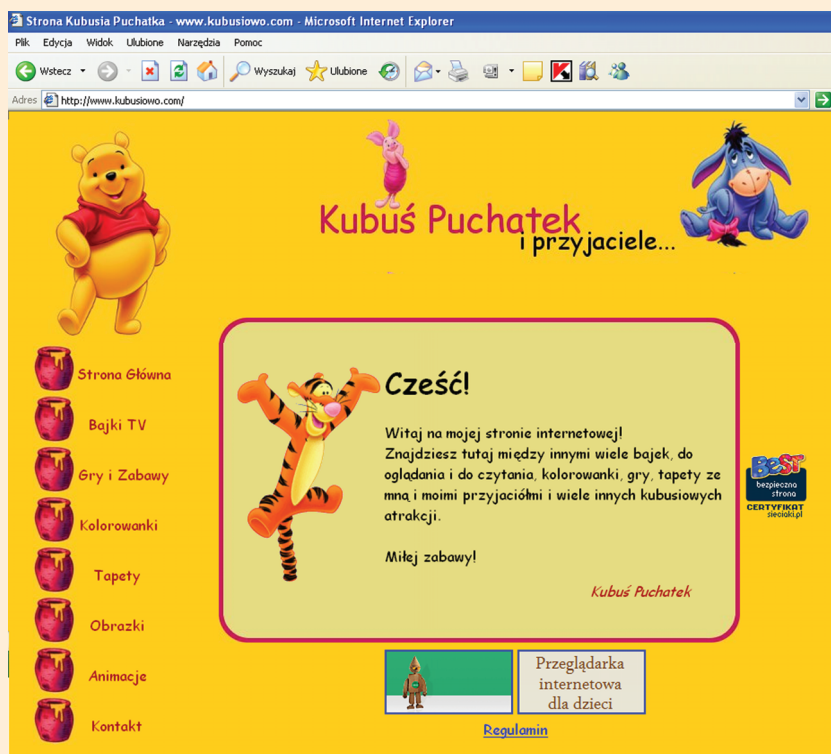 Strona Kubusia Puchatka - www.kubusiowo.com - Microsoft Internet Explorer
Plik Edycja Widok Ulubione Narzędzia Pomoc
Wstecz Wyszukaj Ulubione
Adres http://www.kubusiowo.com/
Kubuś Puchatek
i przyjaciele...
Strona Główna
Bajki TV
Gry i Zabawy
Kolorowanki
Tapety
Obrazki
Animacje
Kontakt
Cześć!
Witaj na mojej stronie internetowej!
Znajdziesz tutaj między innymi wiele bajek, do
oglądania i do czytania, kolorowanki, gry, tapety ze
mną i moimi przyjaciółmi i wiele innych kubusiowych
atrakcji.
Miłej zabawy!
Kubuś Puchatek
BeST
bezpieczna
strona
CERTYFIKAT
sieciaki.pl
Przeglądarka
internetowa
dla dzieci
Regulamin